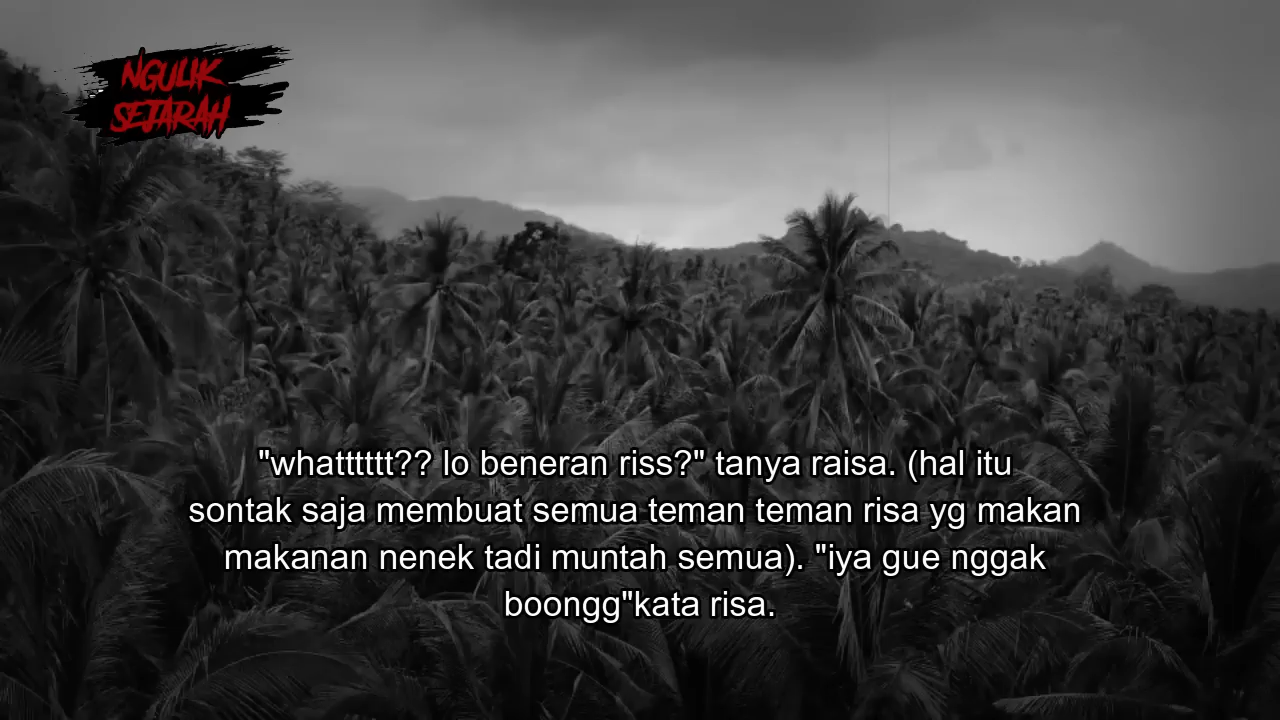 NGULIK
SEJARAH
"whatttttt?? lo beneran riss?" tanya raisa. (hal itu
sontak saja membuat semua teman teman risa yg makan
makanan nenek tadi muntah semua). "iya gue nggak
boongg"kata risa.